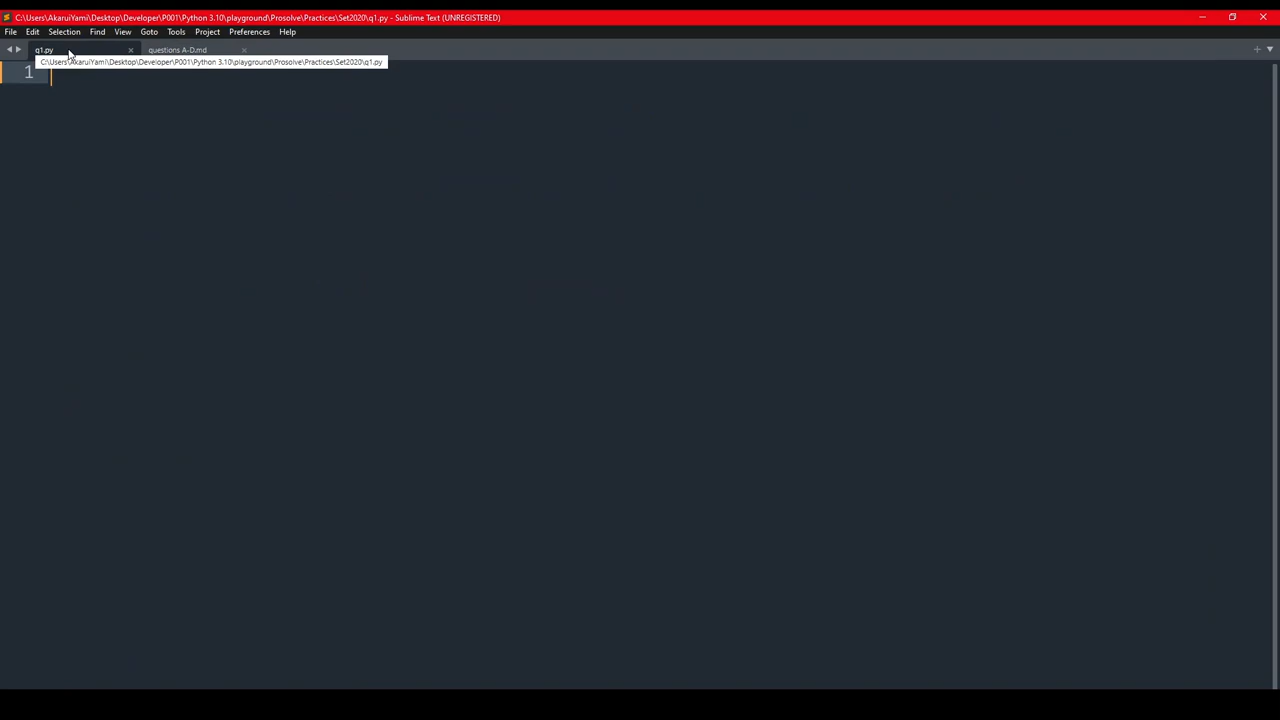 C:\Users\AkaruiYami\Desktop\Developer\P001\Python 3.10\playground\Prosolve\Practices\Set2020\q1.py - Sublime Text (UNREGISTERED)
File Edit Selection Find View Tools Project Preferences Help
q1.py questions A-D.md
C:\Users\AkaruiYami\Desktop\Developer\P001\Python 3.10\playground\Prosolve\Practices\Set2020\q1.py
1